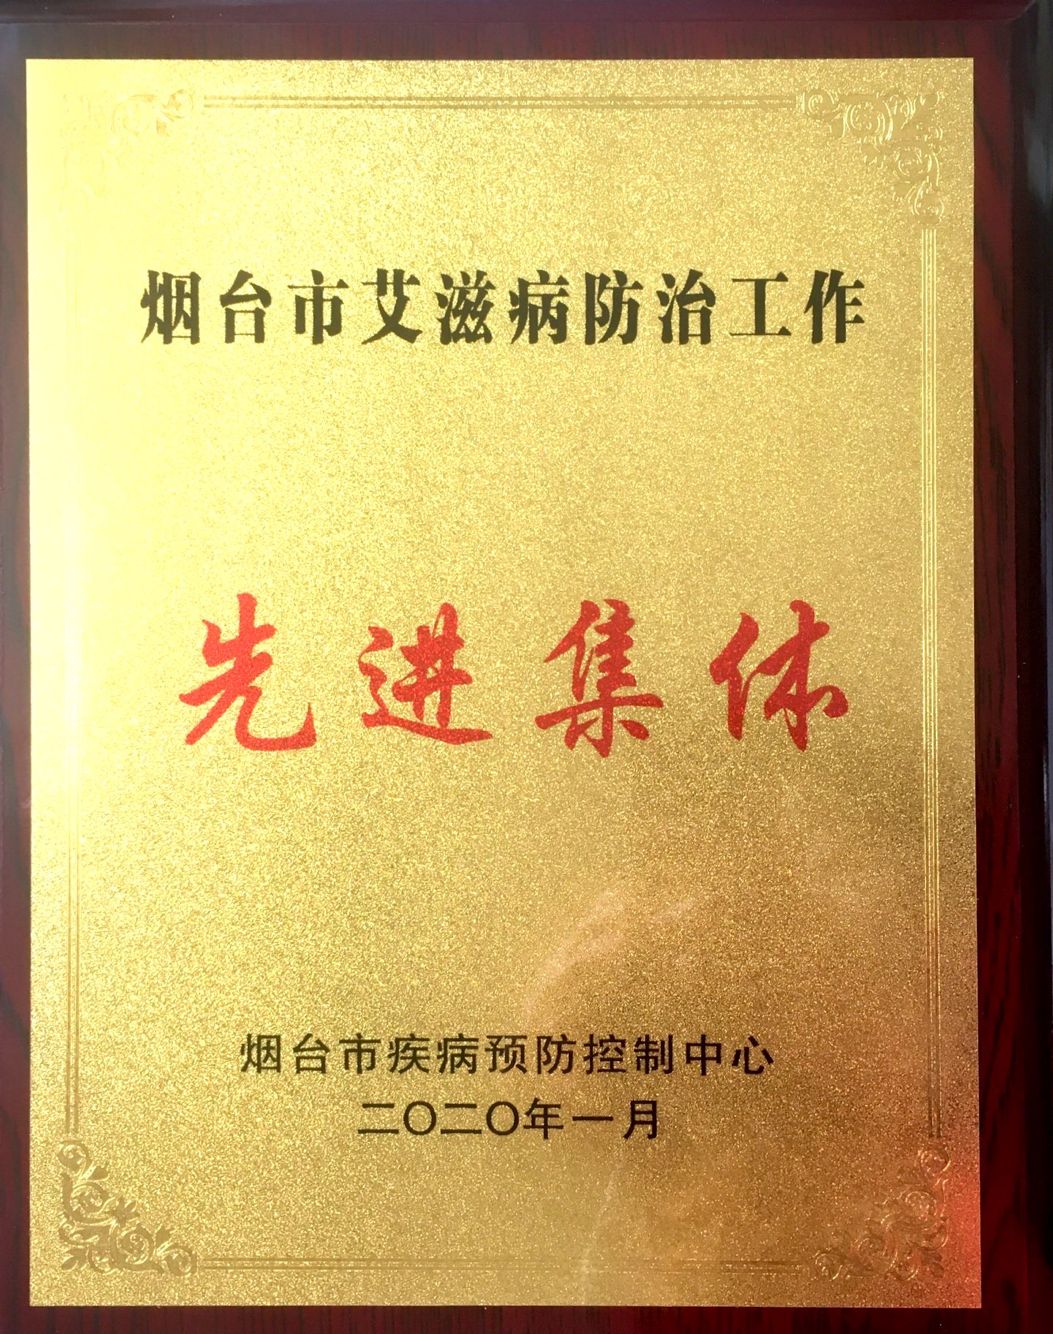 烟台市艾滋病防治工作
先进集体
烟台市疾病预防控制中心
二〇二〇年一月